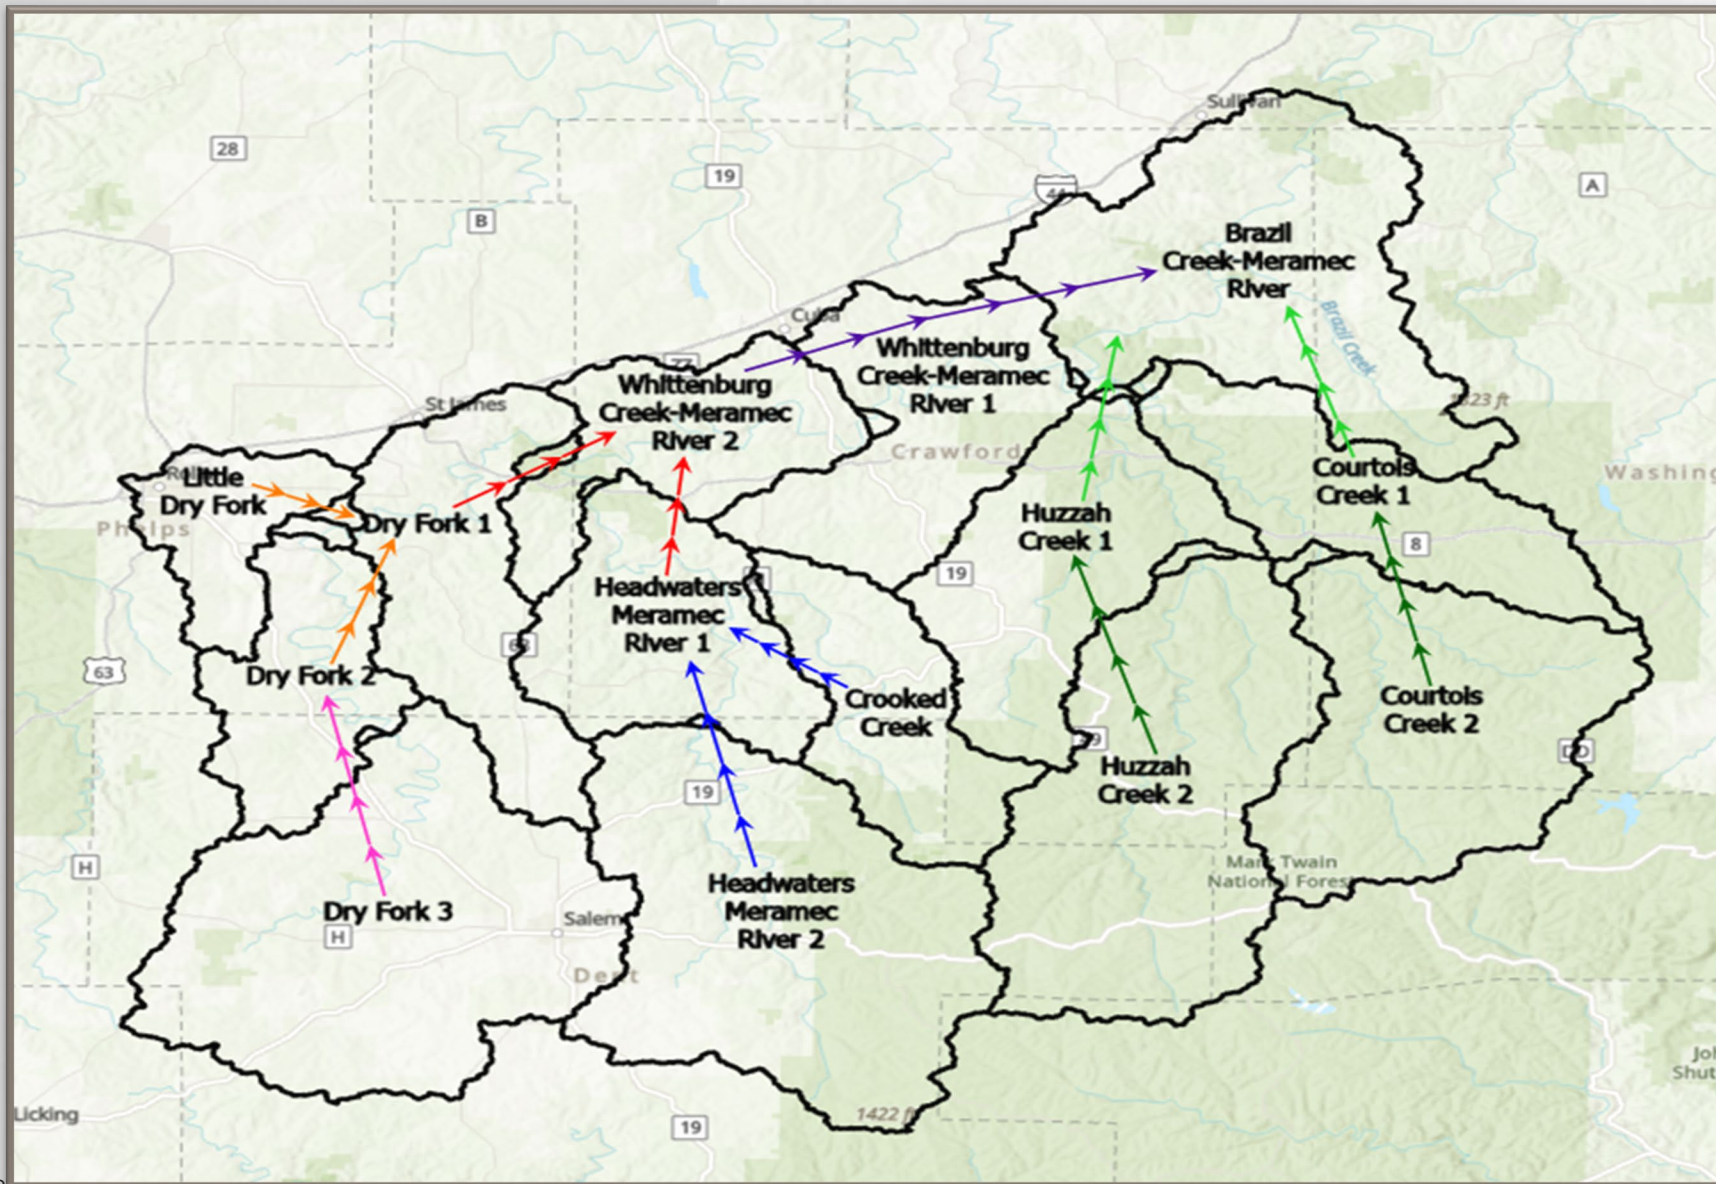 Sullivan
28
19
44
A
B
Brazil
Creek-Meramec
River
Brazil Creek
Cuba
Whittenburg
Creek-Meramec
River 1
Whittenburg
Creek-Meramec
River 2
St James
Crawford
Washing
Little
Dry Fork
Phelps
Dry Fork 1
Courtois
Creek 1
Huzzah
Creek 1
8
19
Headwaters
Meramec
River 1
63
Dry Fork 2
Crooked
Creek
Courtois
Creek 2
Huzzah
Creek 2
19
H
Mark Twain
National Forest
Headwaters
Meramec
River 2
Dry Fork 3
H
Salem
Dent
Licking
1422 ft
19
Joh
Shut